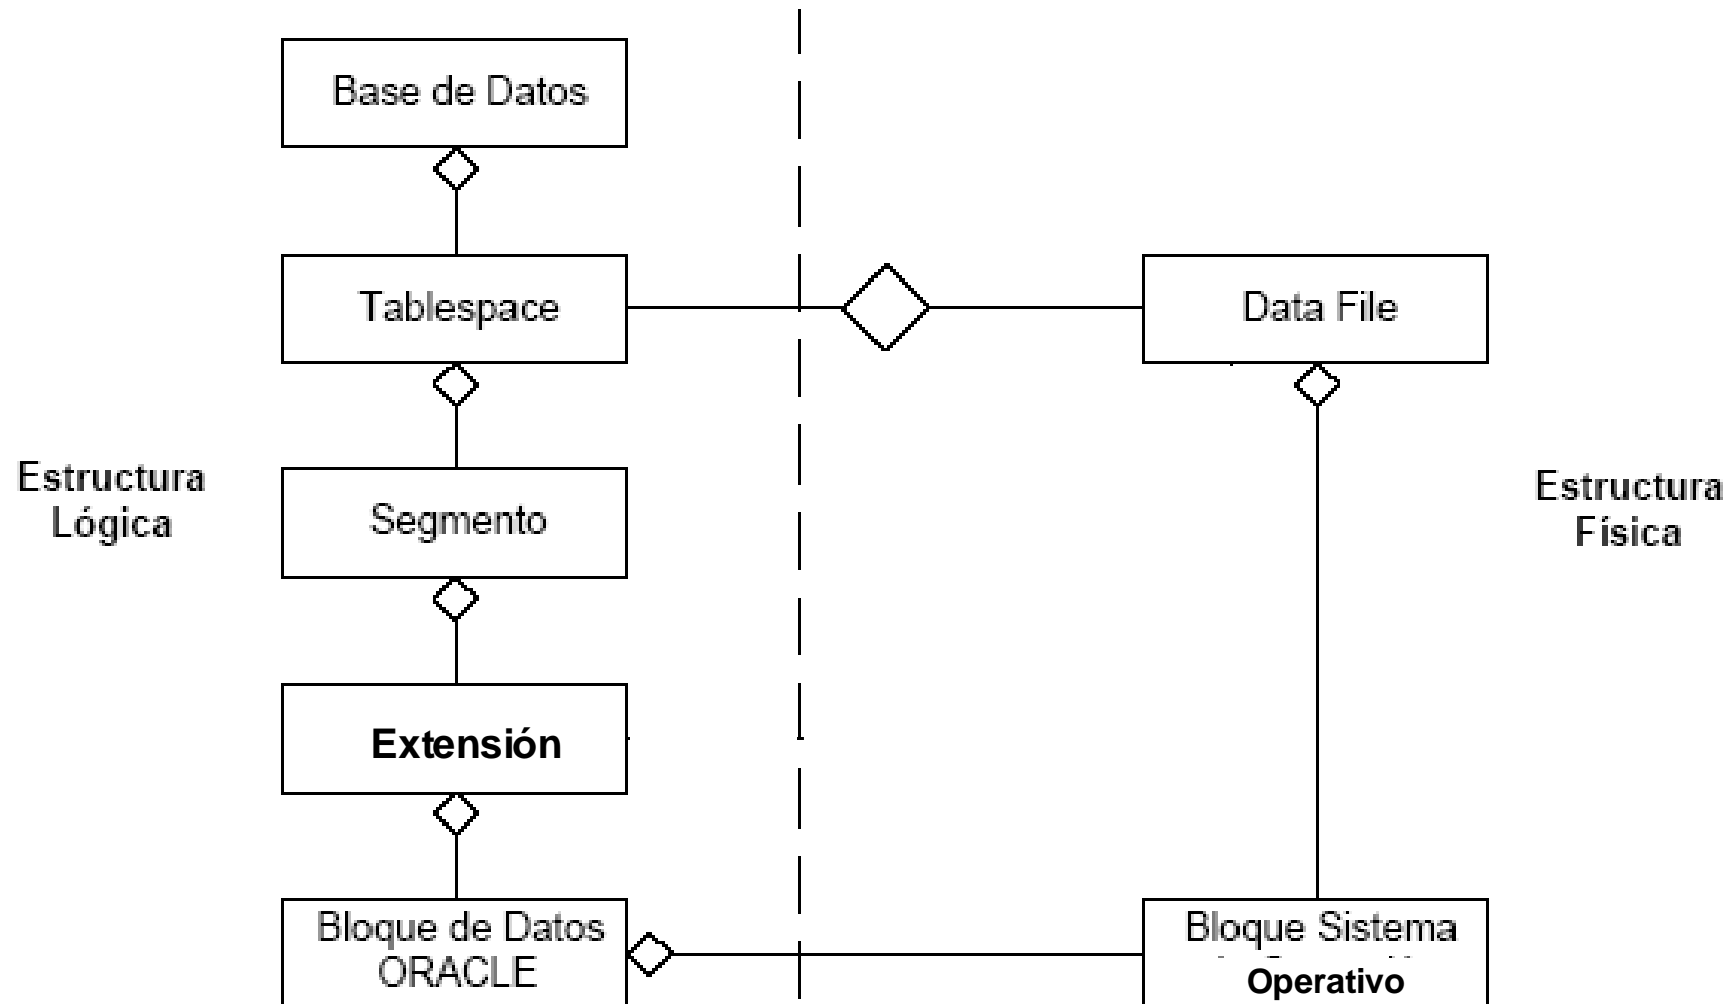 Base de Datos
Tablespace
Data File
Estructura
Lógica
Segmento
Estructura
Física
Extensión
Bloque de Datos
ORACLE
Bloque Sistema
Operativo